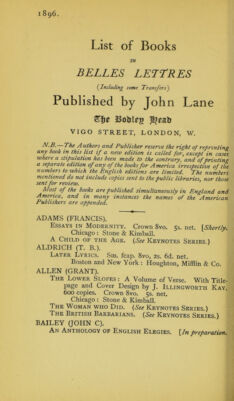 1896.
List of Books
IN
BELLES LETTRES
(Including some Transfers)
Published by John Lane
The Bodley Head
VIGO STREET, LONDON, W.
N.B.—The Authors and Publisher reserve the right of reprinting
any book in this list if a new edition is called for, except in cases
where a stipulation has been made to the contrary, and of printing
a separate edition of any of the books for America irrespective of the
numbers to which the English editions are limited. The numbers
mentioned do not include copies sent to the public libraries, nor those
sent for review.
Most of the books are published simultaneously in England and
America, and in many instances the names of the American
Publishers are appended.
ADAMS (FRANCIS).
ESSAYS IN MODERNITY. Crown 8vo. 5s. net. [Shortly.
Chicago: Stone & Kimball.
A CHILD OF THE AGE. (See KEYNOTES SERIES.)
ALDRICH (T. B.).
LATER LYRICS. Sm. fcap. 8vo, 2s. 6d. net.
Boston and New York: Houghton, Mifflin & Co.
ALLEN (GRANT).
THE LOWER SLOPES: A Volume of Verse. With Title-
page and Cover Design by J. ILLINGWORTH KAY.
600 copies. Crown 8vo. 5s. net.
Chicago: Stone & Kimball.
THE WOMAN WHO DID. (See KEYNOTES SERIES.)
THE BRITISH BARBARIANS. (See KEYNOTES SERIES.)
BAILEY (JOHN C).
AN ANTHOLOGY OF ENGLISH ELEGIES. [In preparation.